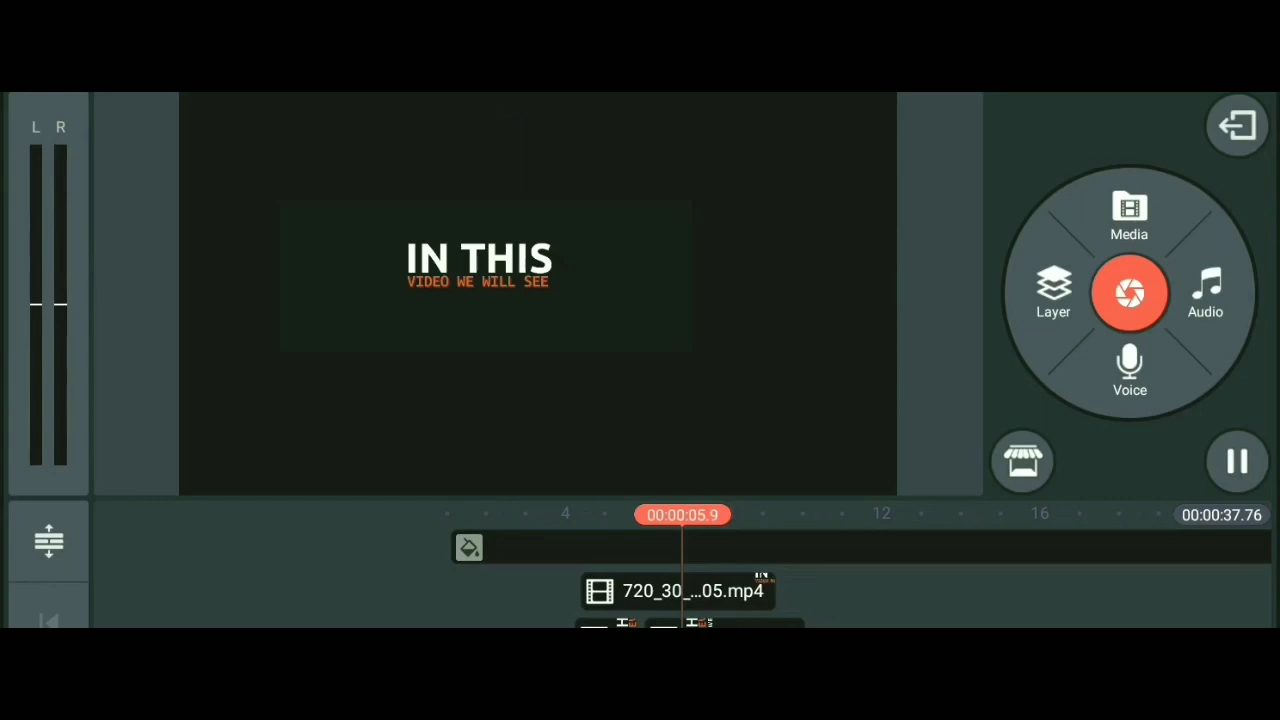 L R
IN THIS
VIDEO WE WILL SEE
Media
Layer
Audio
Voice
4
00:00:05.9
12
16
00:00:37.76
720_30_...05.mp4